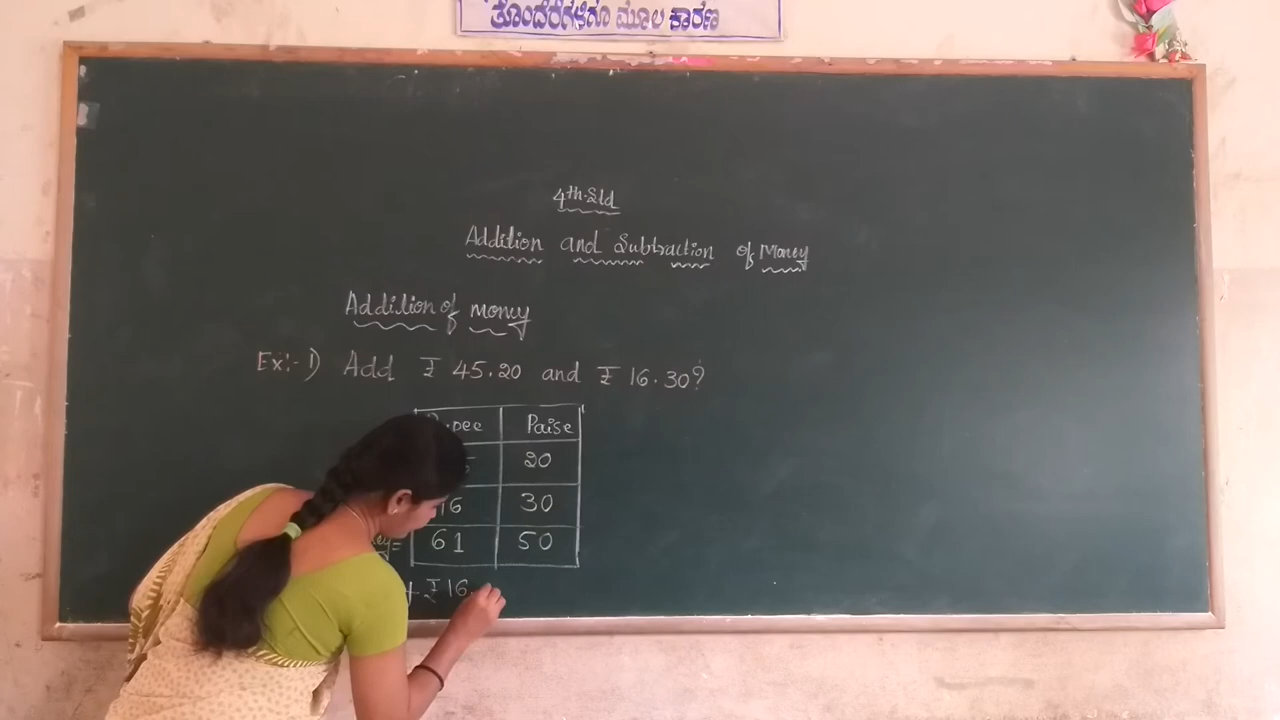 ತೊಂದರೆಗಳಿಗೂ ಮೂಲ ಕಾರಣ
4th Std
Addition and Subtraction of Money
Addition of money
Ex:- 1) Add ₹ 45.20 and ₹ 16.30?
Paise
20
16 30
61 50
+ ₹16.